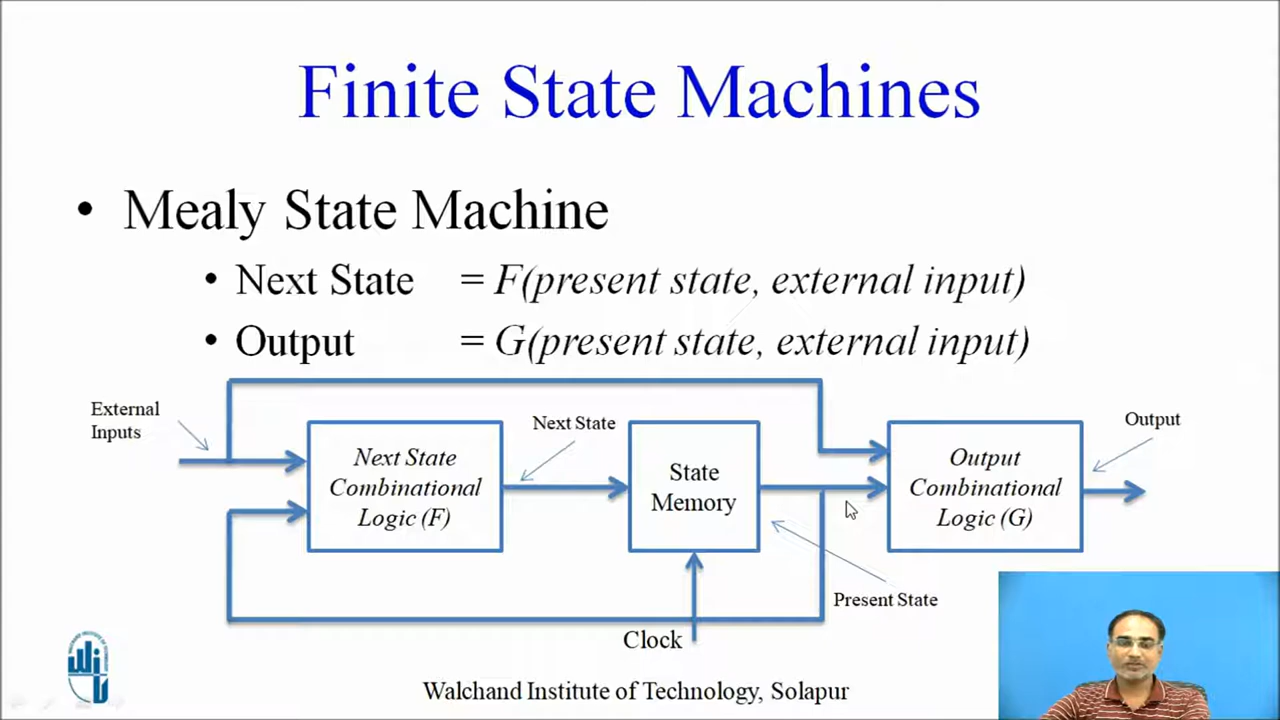 Finite State Machines
• Mealy State Machine
• Next State = F(present state, external input)
• Output = G(present state, external input)
External
Inputs
Next State
Combinational
Logic (F)
Next State
State
Memory
Output
Combinational
Logic (G)
Output
Present State
Clock
Walchand Institute of Technology, Solapur